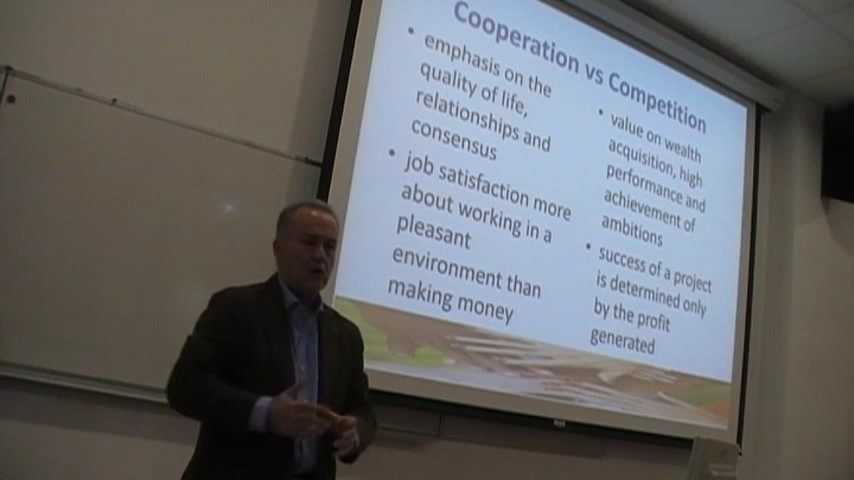 Cooperation vs Competition
• emphasis on the
quality of life,
relationships and
consensus
• job satisfaction more
about working in a
pleasant
environment than
making money
• value on wealth
acquisition, high
performance and
achievement of
ambitions
• success of a project
is determined only
by the profit
generated